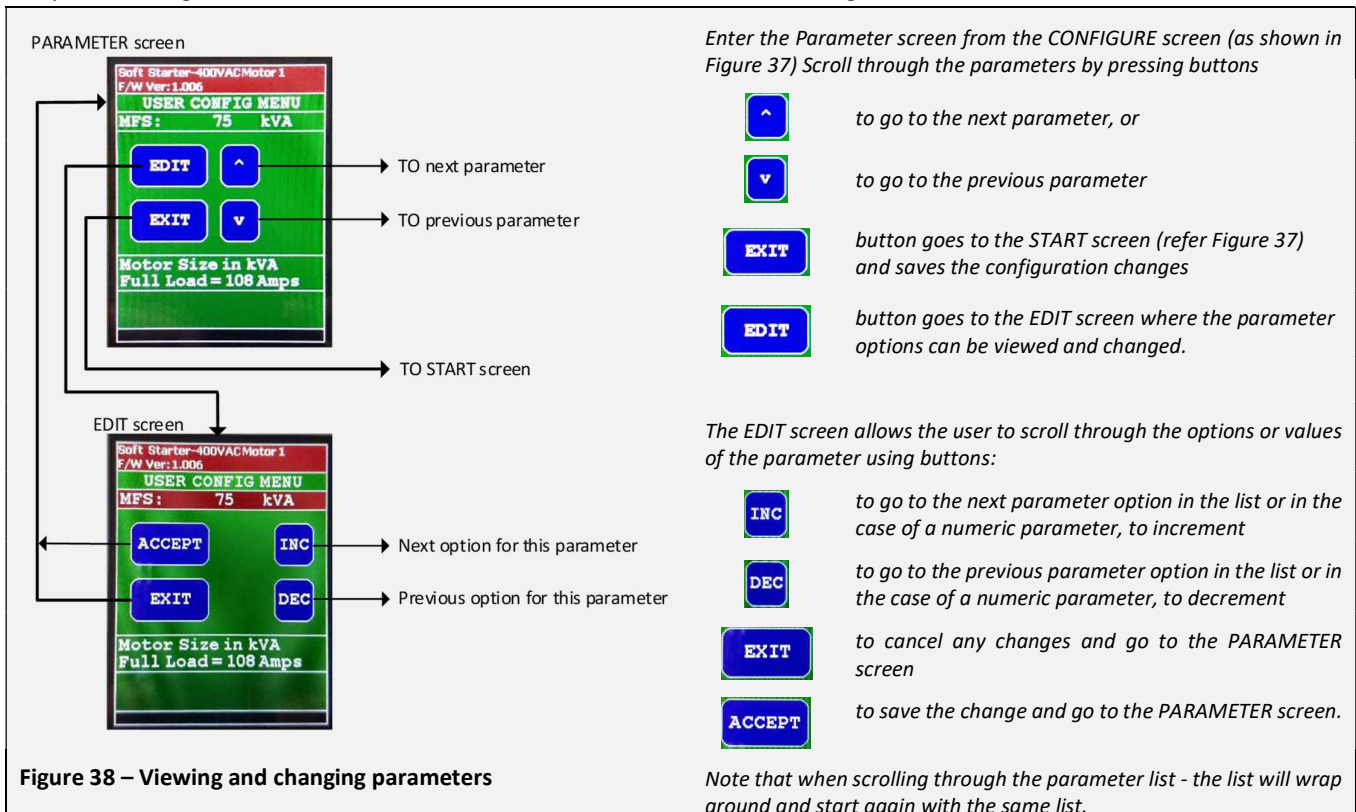 PARAMETER screen
Soft Starter-400VACMotor1
F/W Ver:1.006
USER CONFIG MENU
MFS: 75 kVA
EDIT
^
TO next parameter
EXIT
v
TO previous parameter
Motor Size in kVA
Full Load = 108 Amps
TO START screen
EDIT screen
Soft Starter-400VACMotor1
F/W Ver:1.006
USER CONFIG MENU
MFS: 75 kVA
ACCEPT
INC
Next option for this parameter
EXIT
DEC
Previous option for this parameter
Motor Size in kVA
Full Load = 108 Amps
Figure 38 – Viewing and changing parameters
Enter the Parameter screen from the CONFIGURE screen (as shown in
Figure 37) Scroll through the parameters by pressing buttons
^
to go to the next parameter, or
v
to go to the previous parameter
EXIT
button goes to the START screen (refer Figure 37)
and saves the configuration changes
EDIT
button goes to the EDIT screen where the parameter
options can be viewed and changed.
The EDIT screen allows the user to scroll through the options or values
of the parameter using buttons:
INC
to go to the next parameter option in the list or in the
case of a numeric parameter, to increment
DEC
to go to the previous parameter option in the list or in
the case of a numeric parameter, to decrement
EXIT
to cancel any changes and go to the PARAMETER
screen
ACCEPT
to save the change and go to the PARAMETER screen.
Note that when scrolling through the parameter list - the list will wrap
around and start again with the same list.